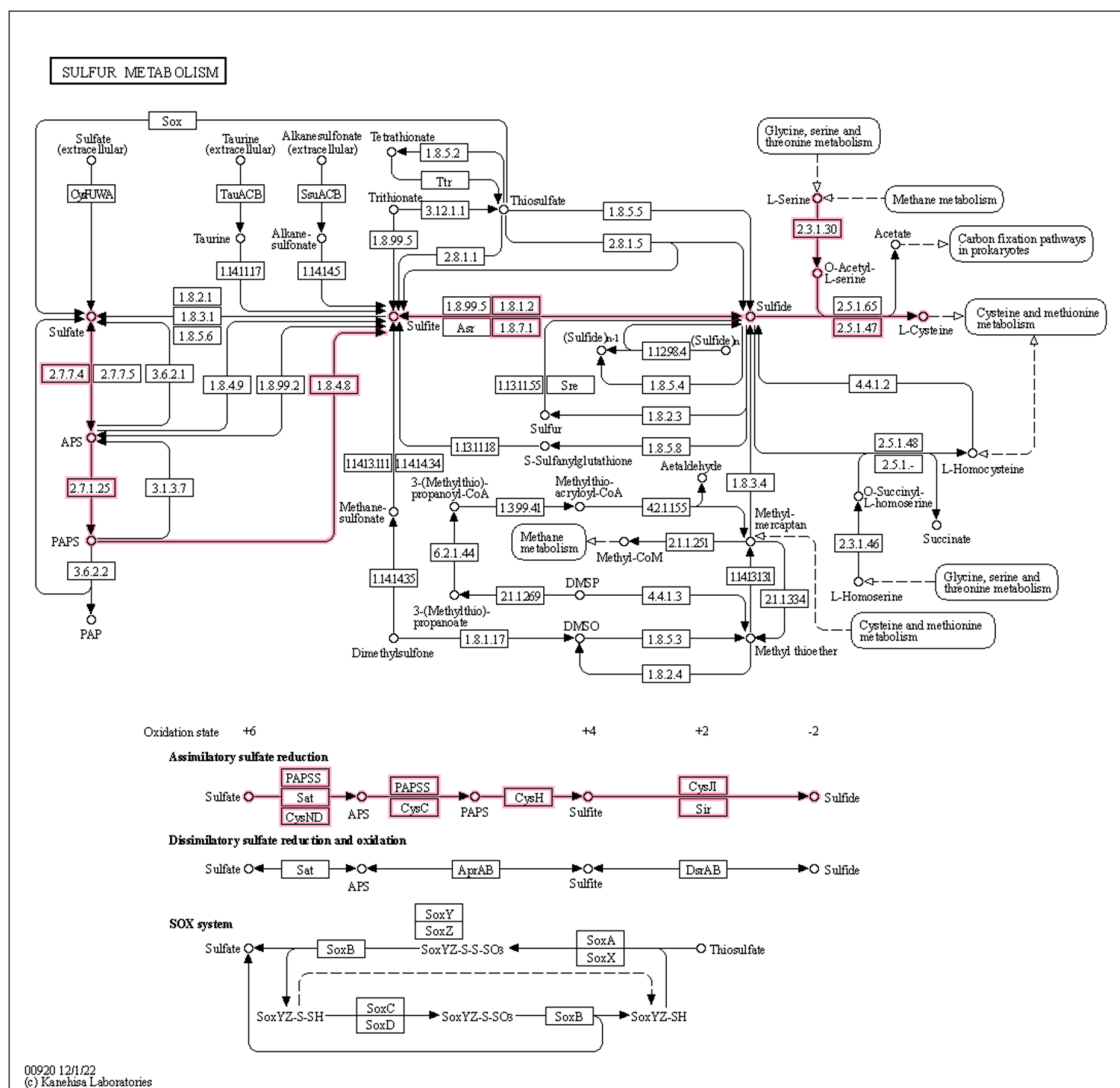 SULFUR METABOLISM
Sox
Sulfate
(extracellular)
Taurine
(extracellular)
Alkanesulfonate
(extracellular)
Tetrathionate
1.8.5.2
Ttr
Glycine, serine and
threonine metabolism
CysPUWA
TauACB
SsuACB
Trithionate
3.12.1.1
Thiosulfate
1.8.5.5
L-Serine
Methane metabolism
1.8.99.5
2.8.1.5
2.3.1.30
Acetate
Carbon fixation pathways
in prokaryotes
Taurine
Alkane-
sulfonate
2.8.1.1
O-Acetyl-
L-serine
1.14.11.17
1.14.14.5
1.8.2.1
1.8.3.1
1.8.5.6
Sulfate
Sulfite
1.8.99.5
1.8.1.2
Asr
1.8.7.1
Sulfide
2.5.1.65
2.5.1.47
L-Cysteine
Cysteine and methionine
metabolism
(Sulfide)n-1
1.12.98.4
(Sulfide)n
2.7.7.4
2.7.7.5
3.6.2.1
1.8.4.9
1.8.99.2
1.8.4.8
1.13.11.55
Sre
1.8.5.4
4.4.1.2
1.8.2.3
Sulfur
APS
1.13.11.18
1.8.5.8
S-Sulfanylglutathione
2.5.1.48
2.5.1.-
L-Homocysteine
1.14.13.111
1.14.14.34
Aetaldehyde
1.8.3.4
2.7.1.25
3.1.3.7
3-(Methylthio)-
propanoyl-CoA
Methylthio-
acryloyl-CoA
1.3.99.41
4.2.1.155
O-Succinyl-
L-homoserine
Methane-
sulfonate
Methyl-
mercaptan
Succinate
PAPS
Methane
metabolism
Methyl-CoM
2.1.1.251
2.3.1.46
6.2.1.44
3.6.2.2
1.14.14.35
1.14.13.131
DMSP
2.1.1.269
4.4.1.3
2.1.1.334
L-Homoserine
Glycine, serine and
threonine metabolism
3-(Methylthio)-
propanoate
PAP
DMSO
Cysteine and methionine
metabolism
1.8.1.17
1.8.5.3
Dimethylsulfone
Methyl thioether
1.8.2.4
Oxidation state +6 +4 +2 -2
Assimilatory sulfate reduction
PAPSS
PAPSS
CysJI
Sulfate
Sat
APS
PAPS
CysH
Sulfite
Sulfide
CysND
CysC
Sir
Dissimilatory sulfate reduction and oxidation
Sulfate
Sat
APS
AprAB
Sulfite
DsrAB
Sulfide
SOX system
SoxY
SoxZ
Sulfate
SoxB
SoxYZ-S-S-SO3
SoxA
SoxX
Thiosulfate
SoxYZ-S-SH
SoxC
SoxD
SoxYZ-S-SO3
SoxB
SoxYZ-SH
00920 12/1/22
(c) Kanehisa Laboratories